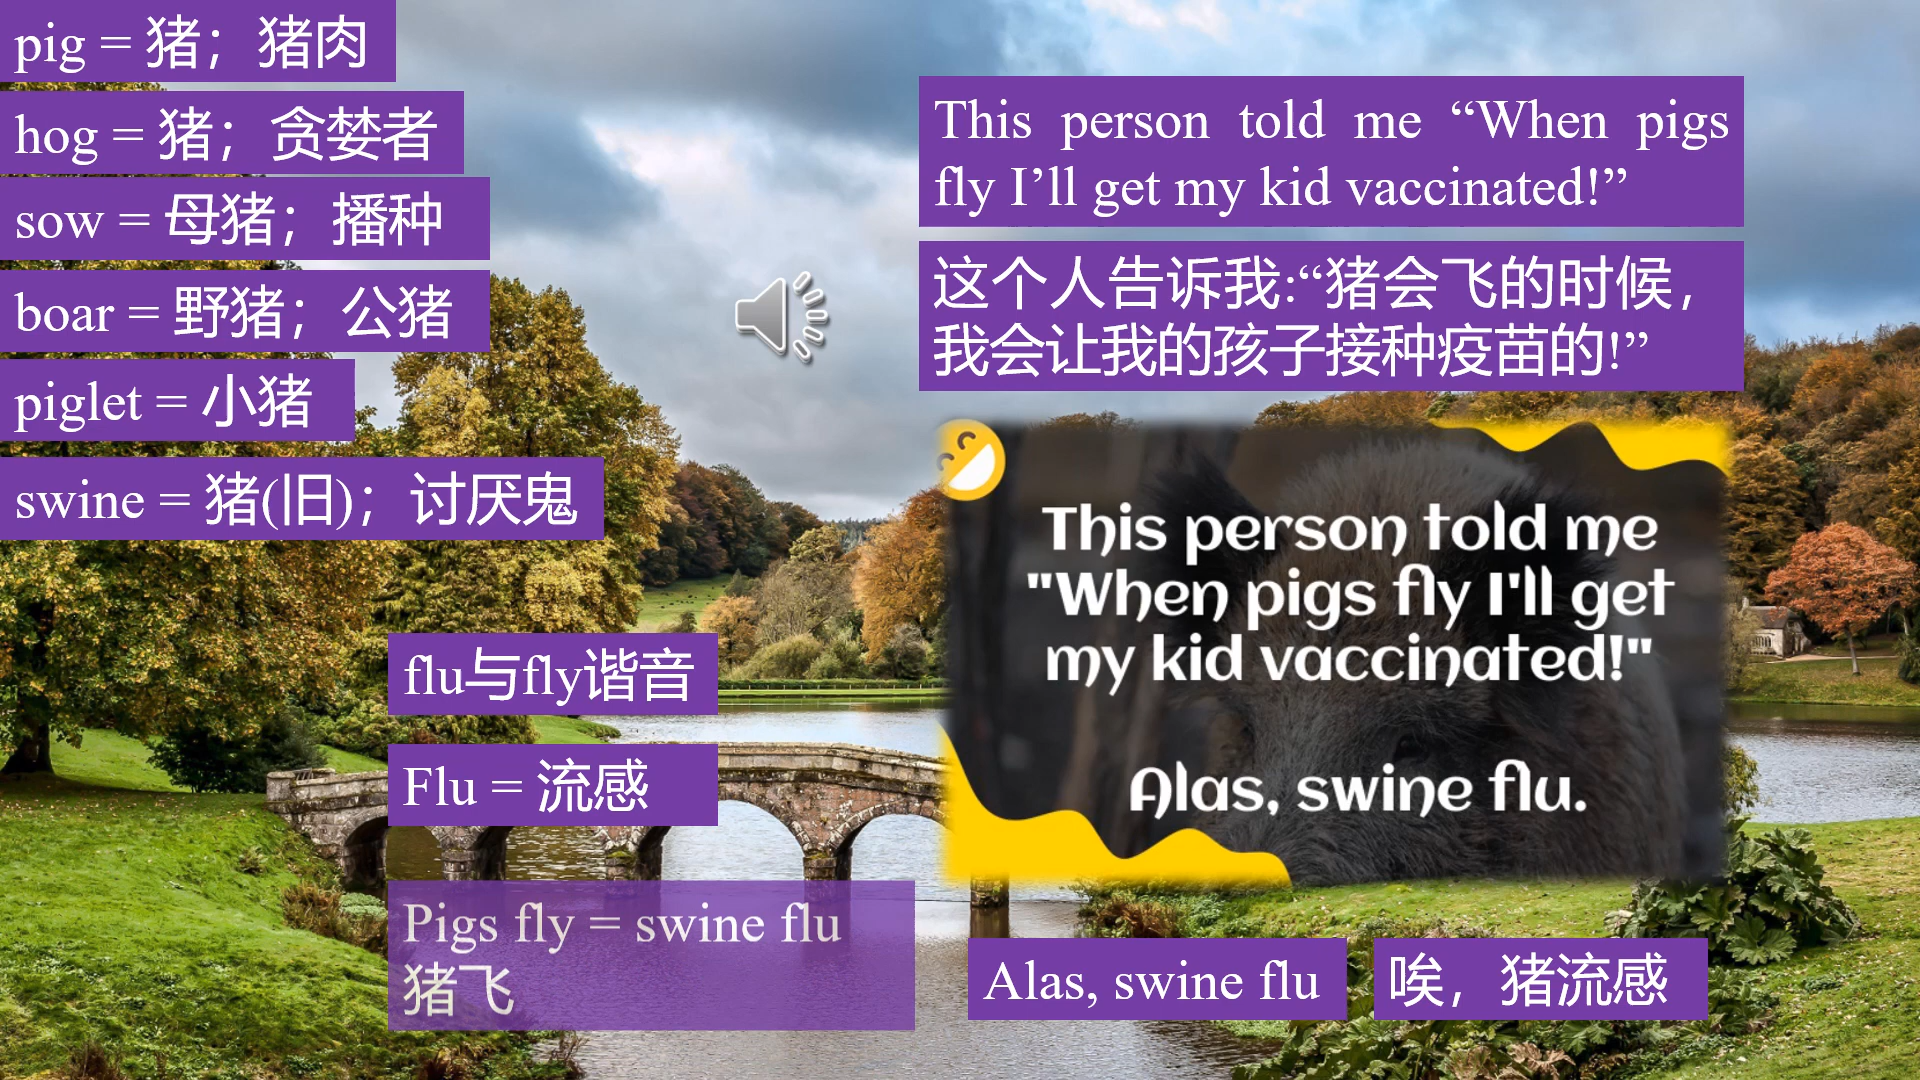 pig = 猪；猪肉
hog = 猪；贪婪者
sow = 母猪；播种
boar = 野猪；公猪
piglet = 小猪
swine = 猪(旧)；讨厌鬼
flu与fly谐音
Flu = 流感
Pigs fly = swine flu
猪飞
This person told me “When pigs
fly I’ll get my kid vaccinated!”
这个人告诉我:“猪会飞的时候，
我会让我的孩子接种疫苗的!”
This person told me
"When pigs fly I'll get
my kid vaccinated!"
Alas, swine flu.
Alas, swine flu
唉，猪流感